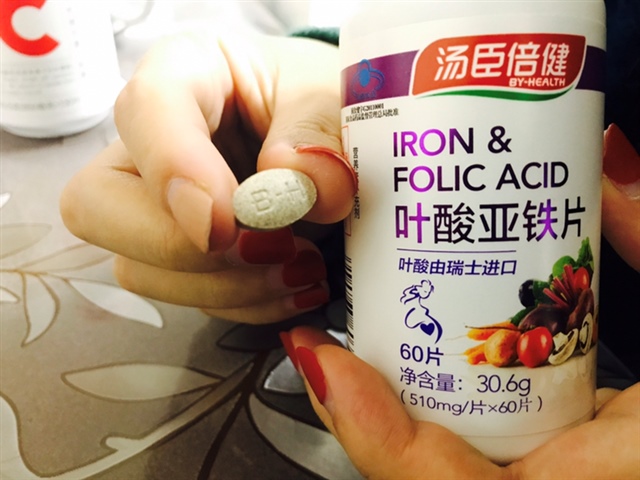 汤臣倍健
BY-HEALTH
IRON &
FOLIC ACID
叶酸亚铁片
叶酸由瑞士进口
60片
净含量：30.6g
(510mg/片×60片)
B-H
C